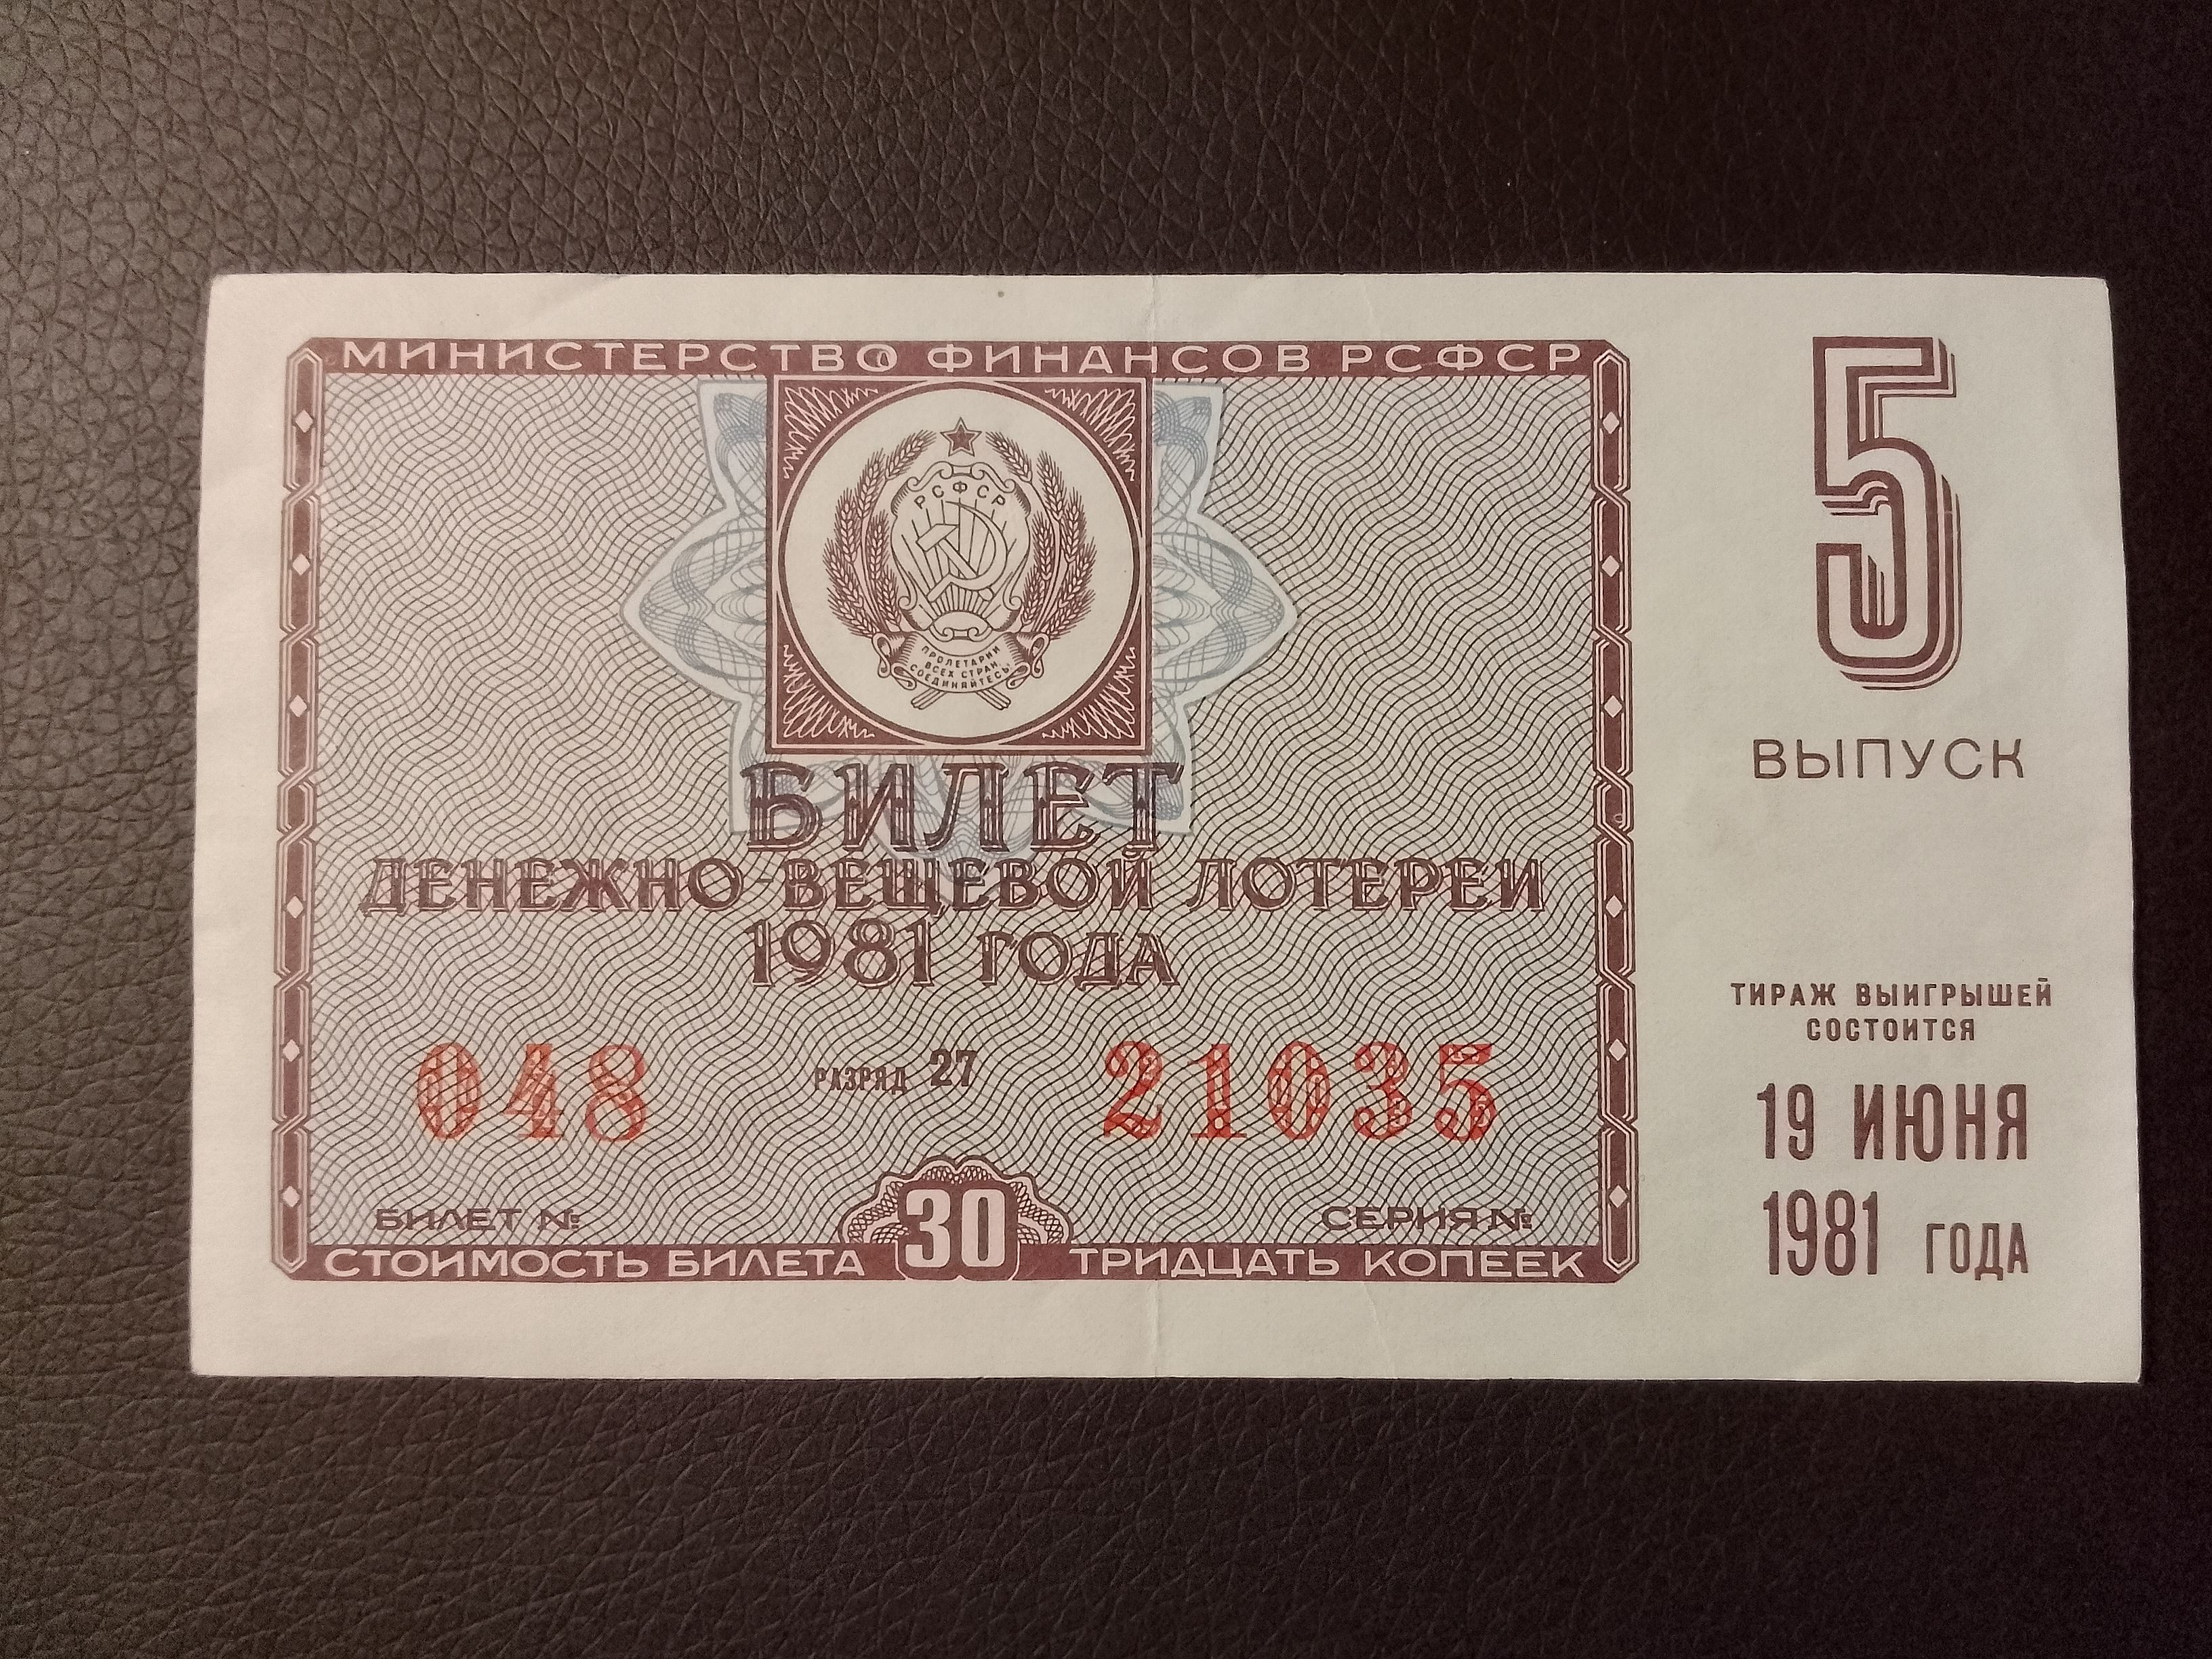 МИНИСТЕРСТВО ФИНАНСОВ РСФСР
РСФСР
ПРОЛЕТАРИИ
ВСЕХ СТРАН,
СОЕДИНЯЙТЕСЬ!
БИЛЕТ
ДЕНЕЖНО-ВЕЩЕВОЙ ЛОТЕРЕИ
1981 ГОДА
048 РАЗРЯД 27 21035
БИЛЕТ № СЕРИЯ №
СТОИМОСТЬ БИЛЕТА 30 ТРИДЦАТЬ КОПЕЕК
5
ВЫПУСК
ТИРАЖ ВЫИГРЫШЕЙ
СОСТОИТСЯ
19 ИЮНЯ
1981 ГОДА